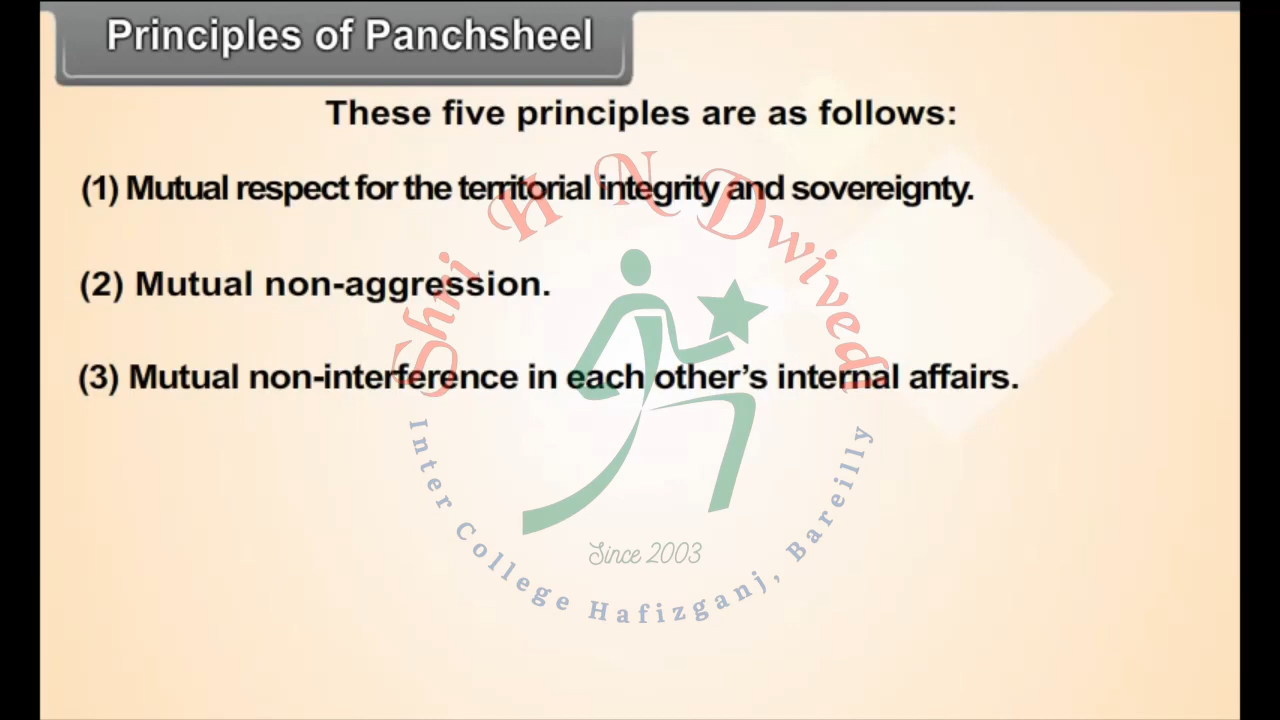 Principles of Panchsheel
These five principles are as follows:
(1) Mutual respect for the territorial integrity and sovereignty.
(2) Mutual non-aggression.
(3) Mutual non-interference in each other’s internal affairs.
Shri H N Dwivedi
Since 2003
Inter College Hafizganj, Bareilly